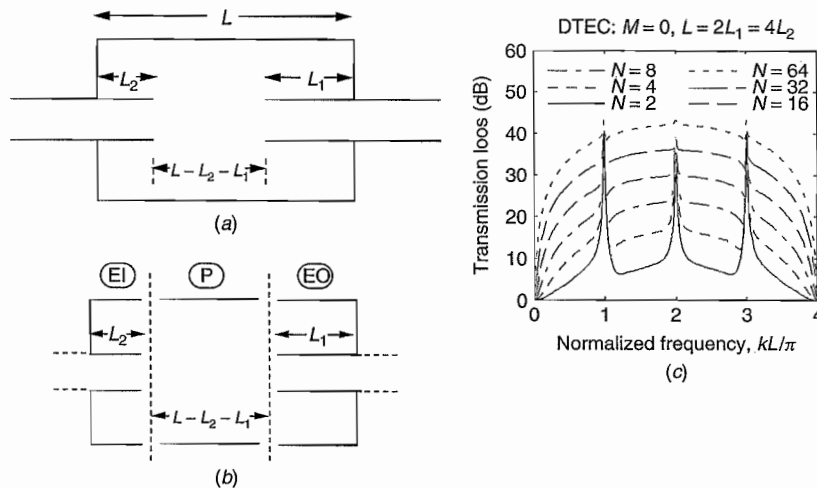 L
L₂
L₁
L – L₂ – L₁
(a)
EI
P
EO
L₂
L₁
L – L₂ – L₁
(b)
DTEC: M = 0, L = 2L₁ = 4L₂
Transmission loos (dB)
60
50
40
30
20
10
0
N = 8
N = 64
N = 4
N = 32
N = 2
N = 16
0
1
2
3
4
Normalized frequency, kL/π
(c)